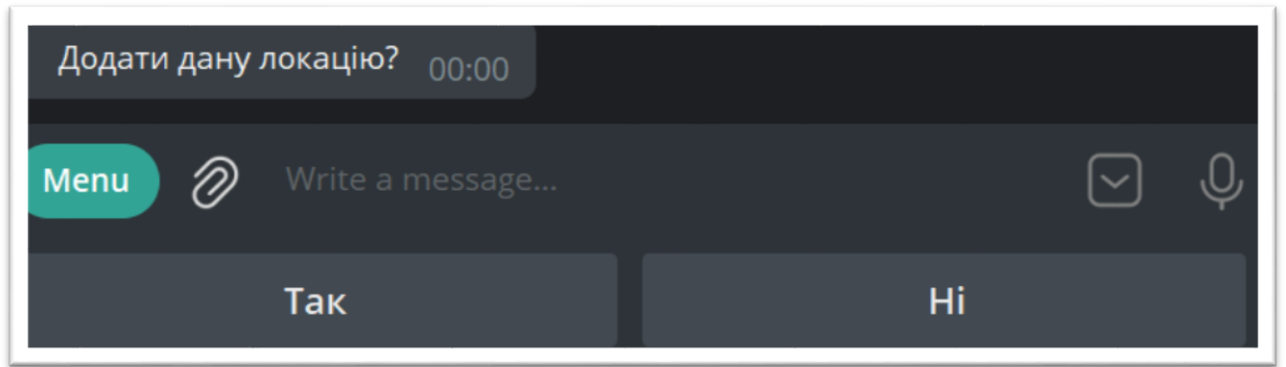 Додати дану локацію? 00:00
Menu Write a message...
Так Ні